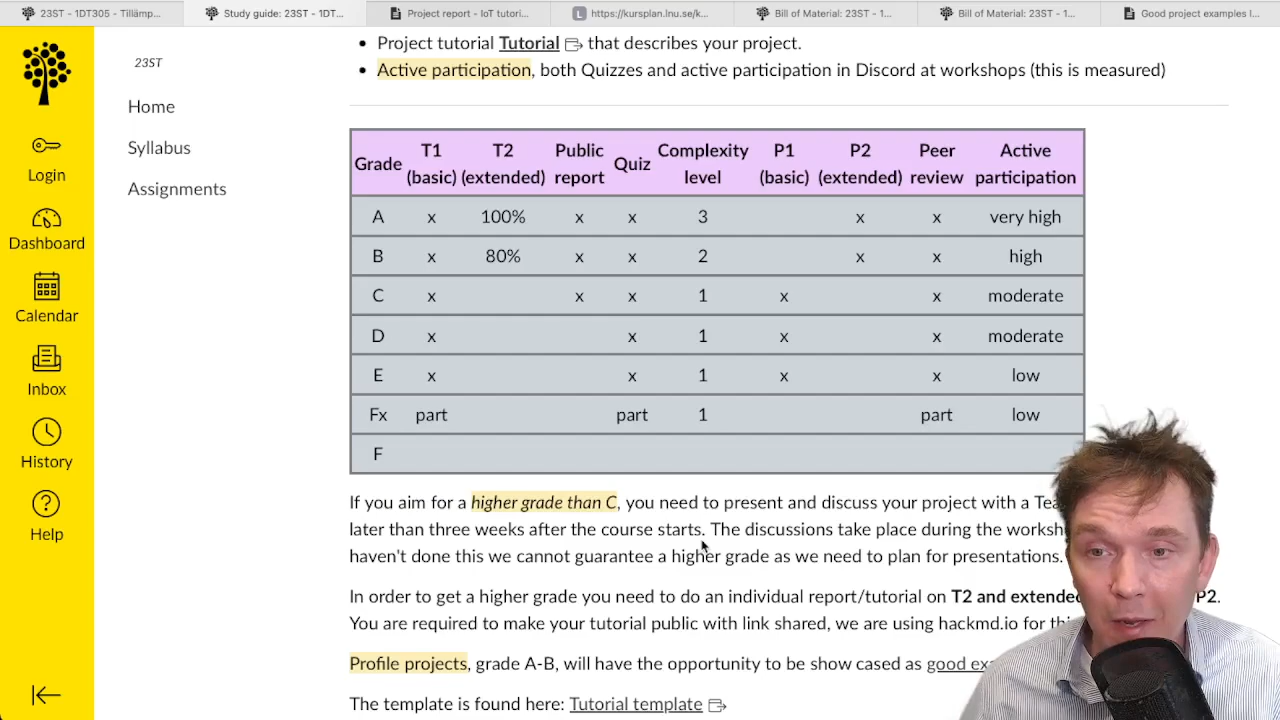 23ST - 1DT305 - Tillämp...
Study guide: 23ST - 1DT...
Project report - IoT tutori...
L
https://kursplan.lnu.se/k...
Bill of Material: 23ST - 1...
Bill of Material: 23ST - 1...
Good project examples I...
Login
Dashboard
Calendar
Inbox
History
Help
23ST
Home
Syllabus
Assignments
Project tutorial Tutorial that describes your project.
Active participation, both Quizzes and active participation in Discord at workshops (this is measured)
Grade T1 (basic) T2 (extended) Public report Quiz Complexity level P1 (basic) P2 (extended) Peer review Active participation
A x 100% x x 3 x x very high
B x 80% x x 2 x x high
C x x x 1 x x moderate
D x x 1 x x moderate
E x x 1 x x low
Fx part part 1 part low
F
If you aim for a higher grade than C, you need to present and discuss your project with a
later than three weeks after the course starts. The discussions take place during the
haven't done this we cannot guarantee a higher grade as we need to plan for presentations.
In order to get a higher grade you need to do an individual report/tutorial on T2 and extended P2.
You are required to make your tutorial public with link shared, we are using hackmd.io for
Profile projects, grade A-B, will have the opportunity to be show cased as good
The template is found here: Tutorial template